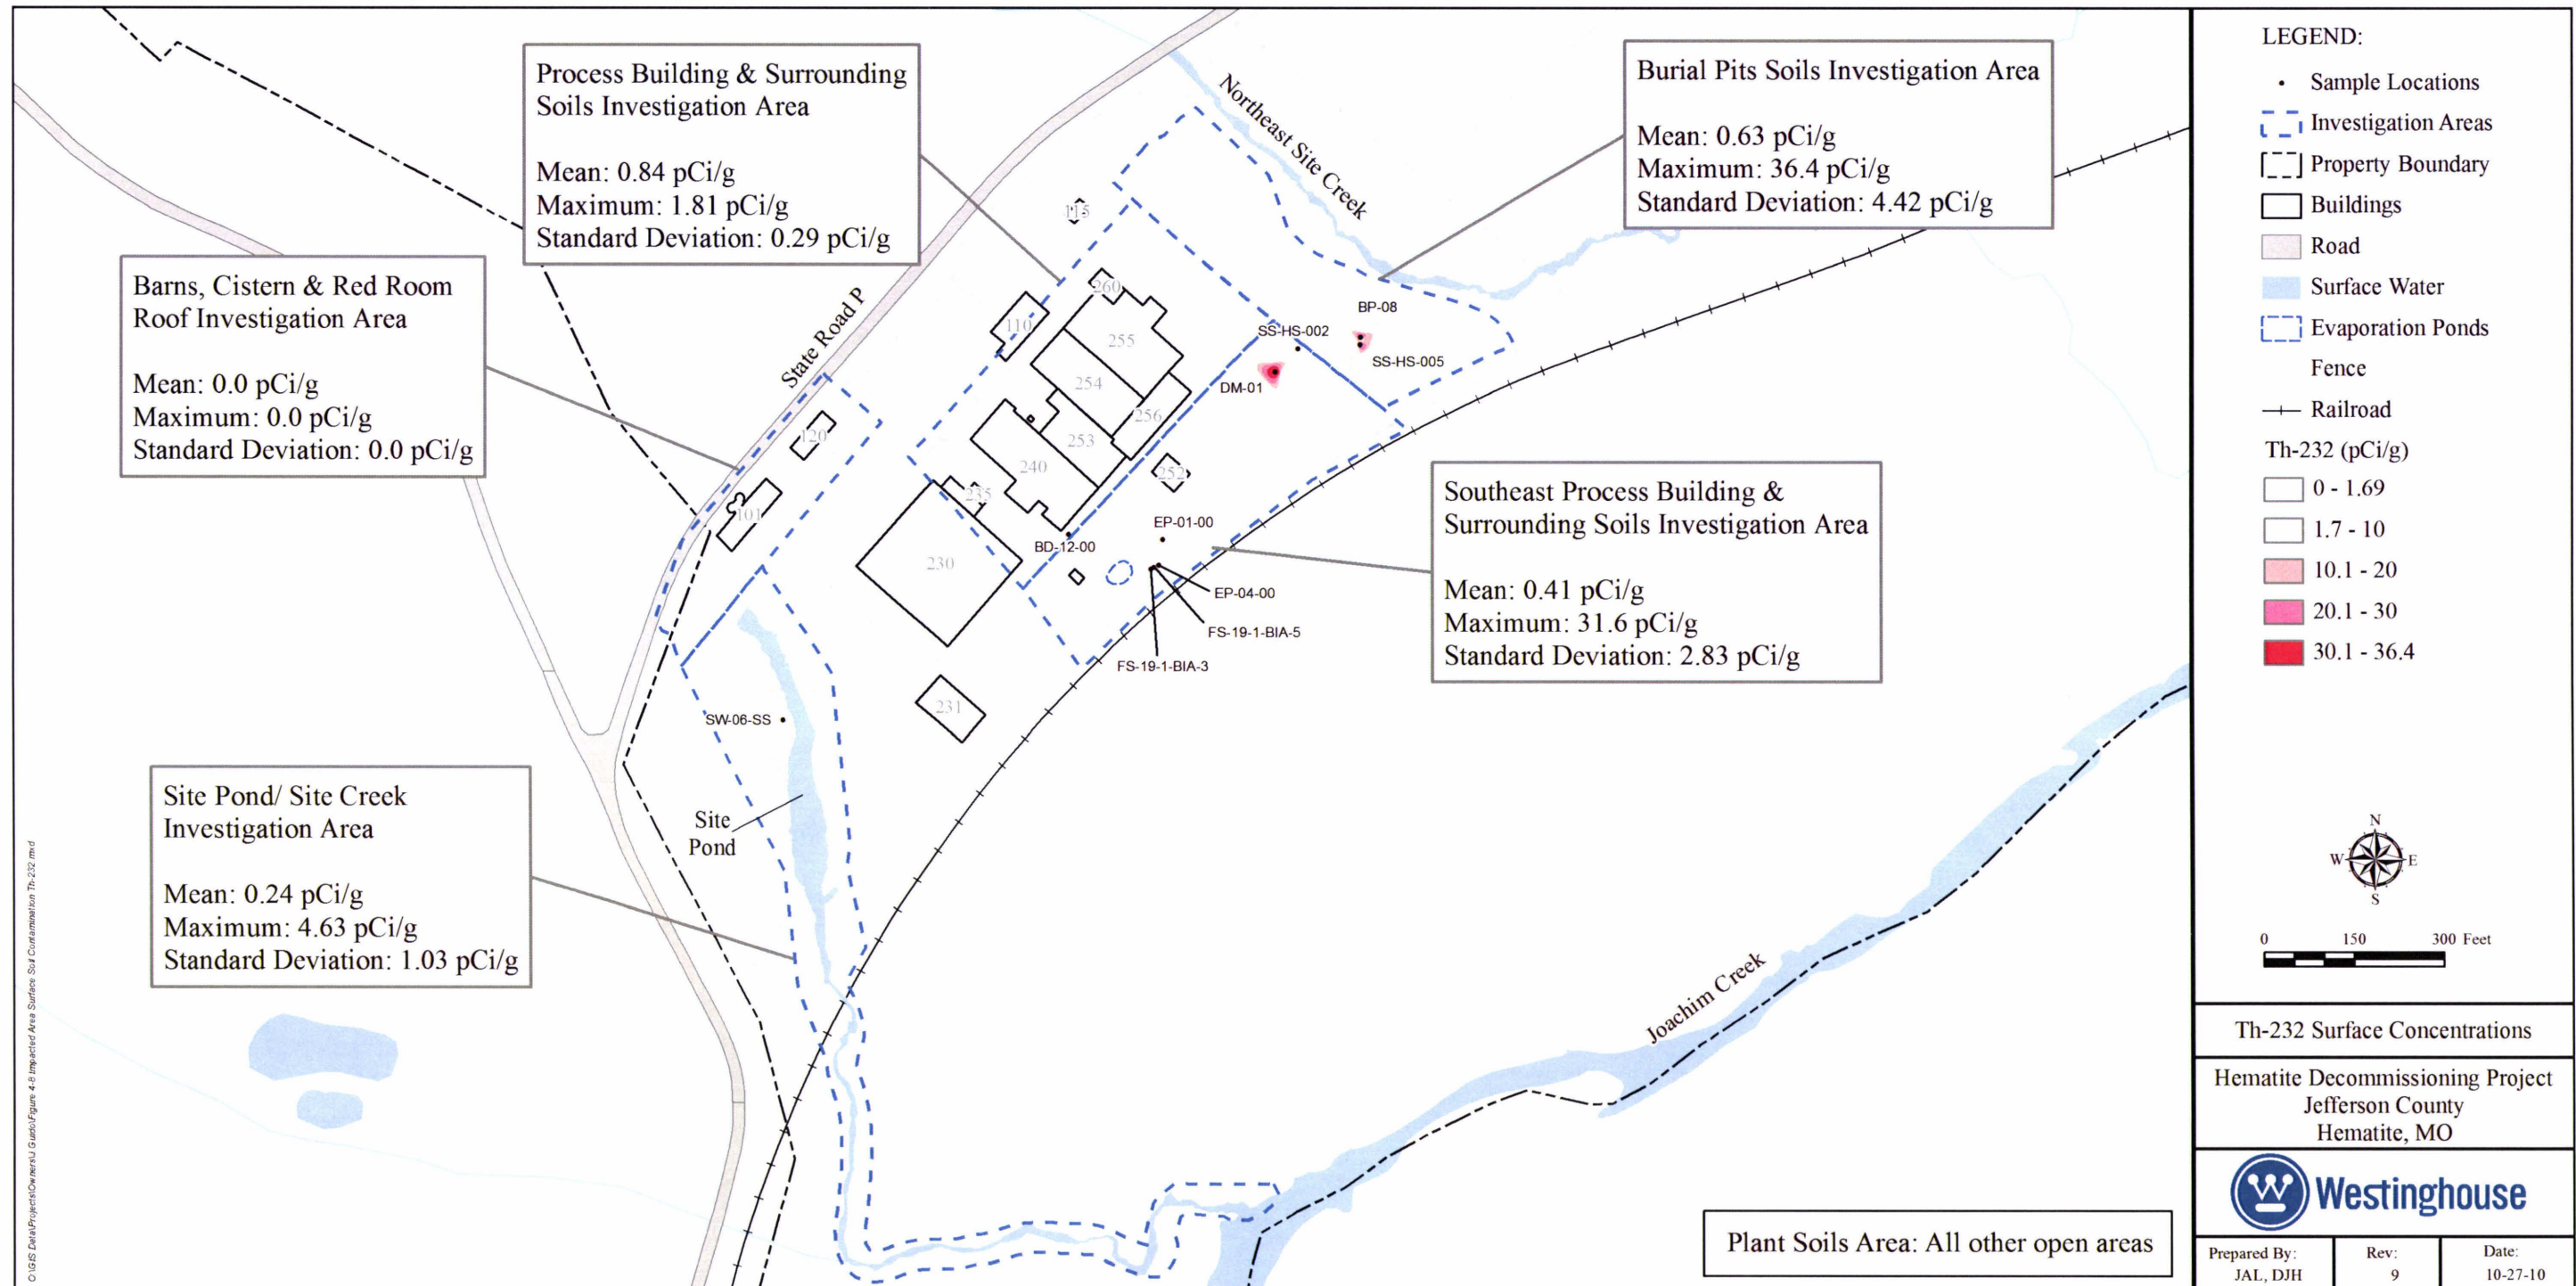 Process Building & Surrounding
Soils Investigation Area
Mean: 0.84 pCi/g
Maximum: 1.81 pCi/g
Standard Deviation: 0.29 pCi/g
Burial Pits Soils Investigation Area
Mean: 0.63 pCi/g
Maximum: 36.4 pCi/g
Standard Deviation: 4.42 pCi/g
Barns, Cistern & Red Room
Roof Investigation Area
Mean: 0.0 pCi/g
Maximum: 0.0 pCi/g
Standard Deviation: 0.0 pCi/g
Southeast Process Building &
Surrounding Soils Investigation Area
Mean: 0.41 pCi/g
Maximum: 31.6 pCi/g
Standard Deviation: 2.83 pCi/g
Site Pond/ Site Creek
Investigation Area
Mean: 0.24 pCi/g
Maximum: 4.63 pCi/g
Standard Deviation: 1.03 pCi/g
Northeast Site Creek
State Road P
115
260
110
255
254
256
253
240
252
235
230
231
120
101
BP-08
SS-HS-002
SS-HS-005
DM-01
EP-01-00
BD-12-00
EP-04-00
FS-19-1-BIA-5
FS-19-1-BIA-3
SW-06-SS
Site
Pond
Joachim Creek
Plant Soils Area: All other open areas
LEGEND:
Sample Locations
Investigation Areas
Property Boundary
Buildings
Road
Surface Water
Evaporation Ponds
Fence
Railroad
Th-232 (pCi/g)
0 - 1.69
1.7 - 10
10.1 - 20
20.1 - 30
30.1 - 36.4
N
W E
S
0 150 300 Feet
Th-232 Surface Concentrations
Hematite Decommissioning Project
Jefferson County
Hematite, MO
Westinghouse
Prepared By:
JAL, DJH
Rev:
9
Date:
10-27-10